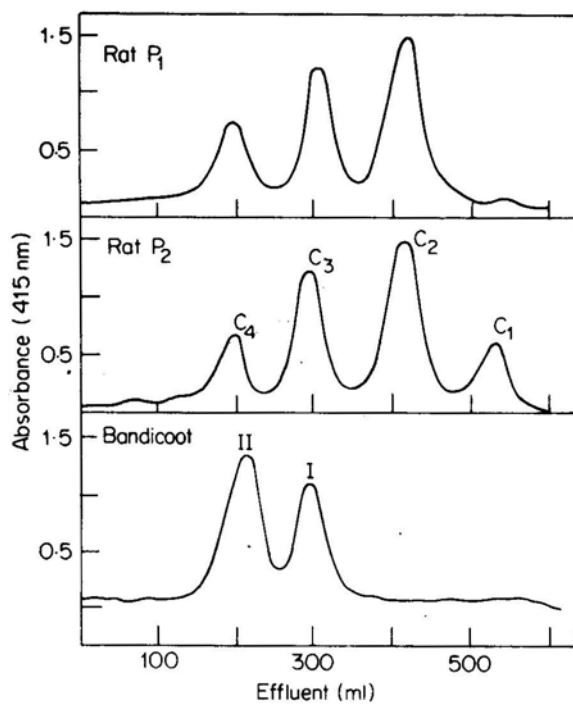 1·5
Rat P₁
0·5
1·5
Rat P₂
C₄
C₃
C₂
C₁
0·5
Absorbance (415 nm)
1·5
Bandicoot
II
I
0·5
100
300
500
Effluent (ml)